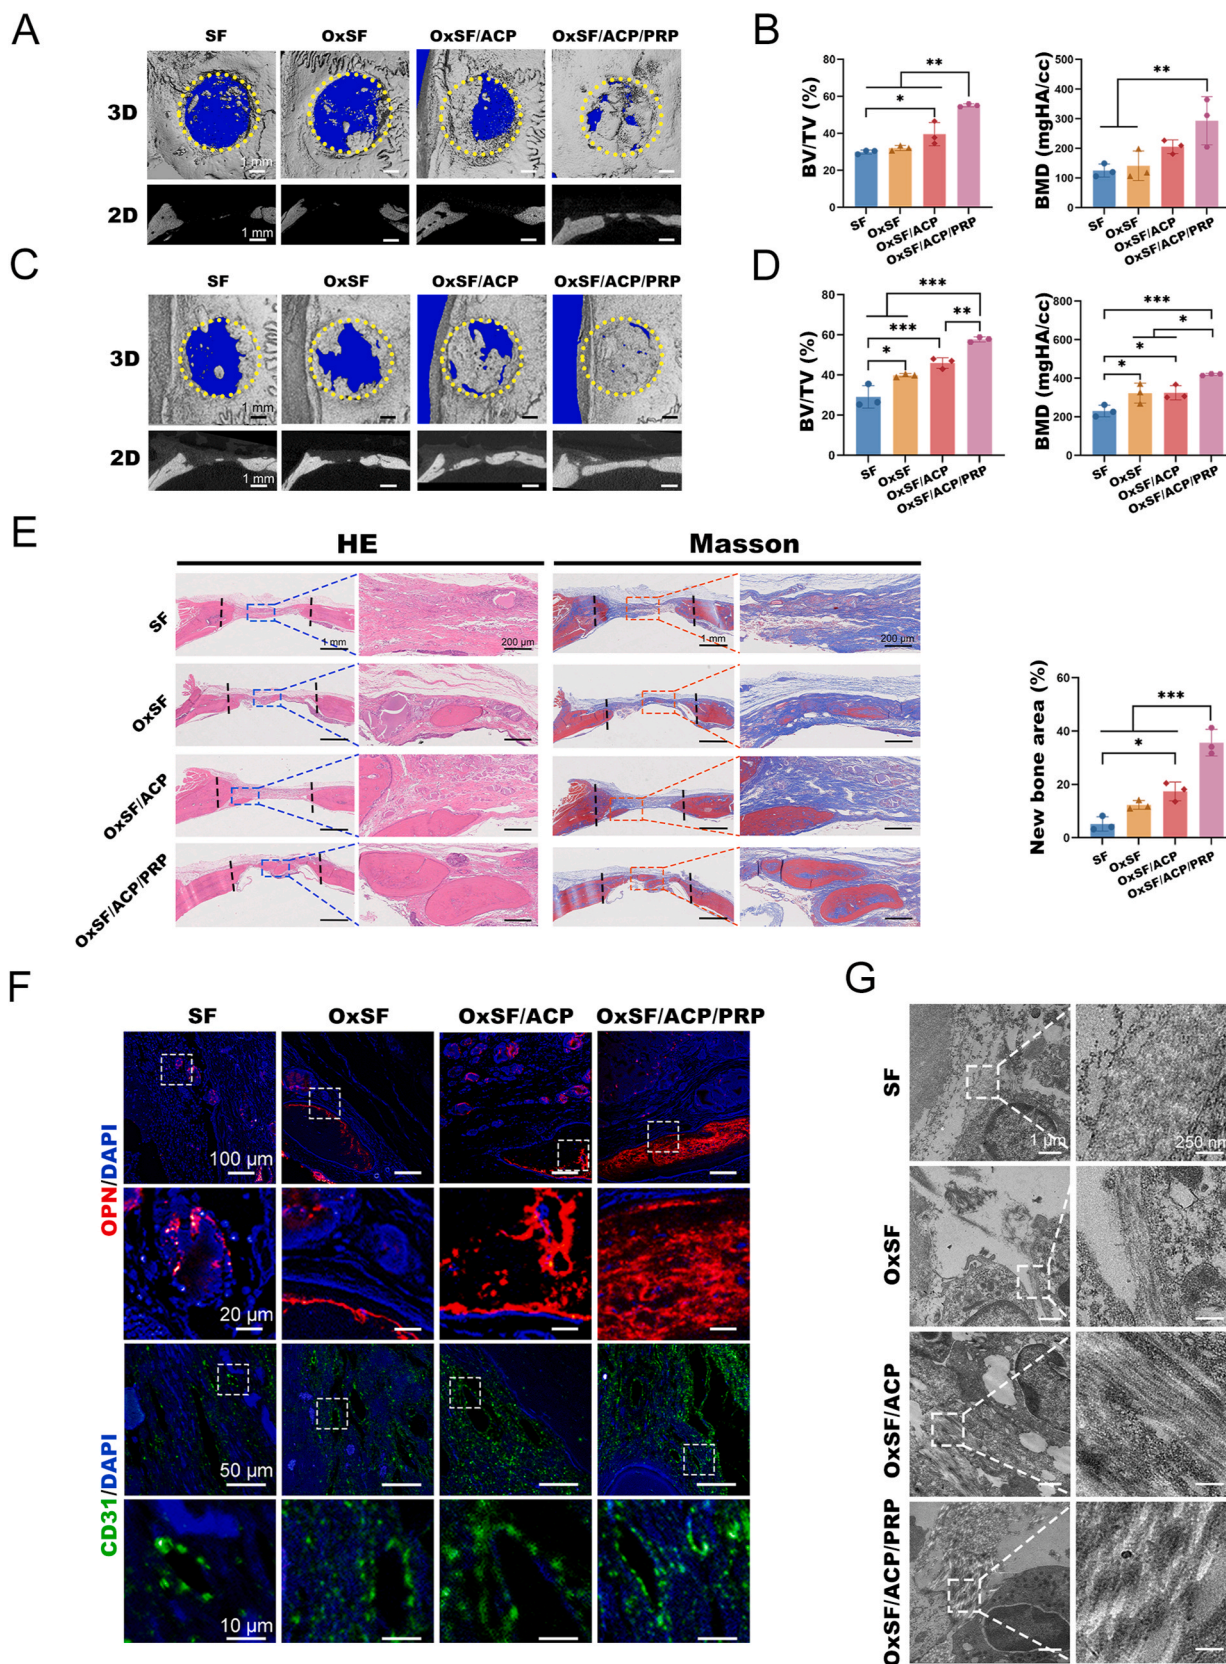 A
SF
OxSF
OxSF/ACP
OxSF/ACP/PRP
3D
1 mm
2D
1 mm
B
BV/TV (%)
80
60
40
20
0
*
**
SF
OxSF
OxSF/ACP
OxSF/ACP/PRP
BMD (mgHA/cc)
500
400
300
200
100
0
**
SF
OxSF
OxSF/ACP
OxSF/ACP/PRP
C
SF
OxSF
OxSF/ACP
OxSF/ACP/PRP
3D
1 mm
2D
1 mm
D
BV/TV (%)
80
60
40
20
0
***
***
**
*
SF
OxSF
OxSF/ACP
OxSF/ACP/PRP
BMD (mgHA/cc)
800
600
400
200
0
***
*
*
*
SF
OxSF
OxSF/ACP
OxSF/ACP/PRP
E
HE
Masson
SF
1 mm
200 μm
1 mm
200 μm
OxSF
OxSF/ACP
OxSF/ACP/PRP
New bone area (%)
60
40
20
0
***
*
SF
OxSF
OxSF/ACP
OxSF/ACP/PRP
F
SF
OxSF
OxSF/ACP
OxSF/ACP/PRP
OPN/DAPI
100 μm
20 μm
CD31/DAPI
50 μm
10 μm
G
SF
1 μm
250 nm
OxSF
OxSF/ACP
OxSF/ACP/PRP